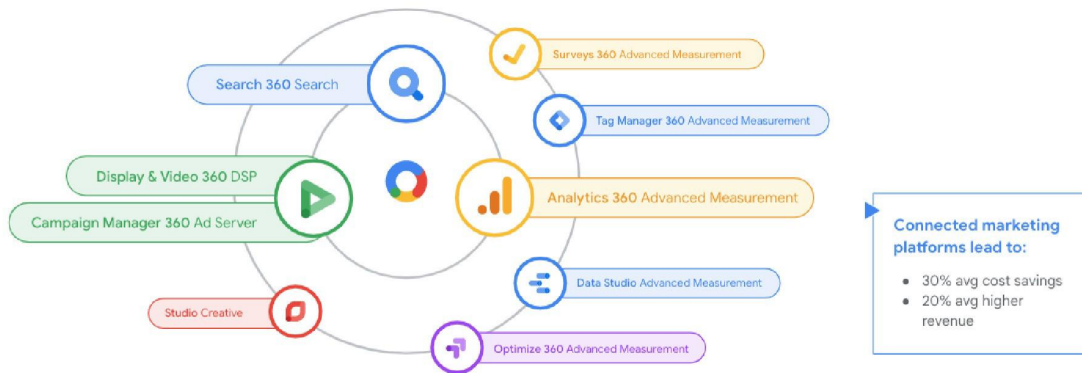 Surveys 360 Advanced Measurement
Search 360 Search
Tag Manager 360 Advanced Measurement
Display & Video 360 DSP
Analytics 360 Advanced Measurement
Campaign Manager 360 Ad Server
Data Studio Advanced Measurement
Studio Creative
Optimize 360 Advanced Measurement
Connected marketing
platforms lead to:
• 30% avg cost savings
• 20% avg higher
revenue